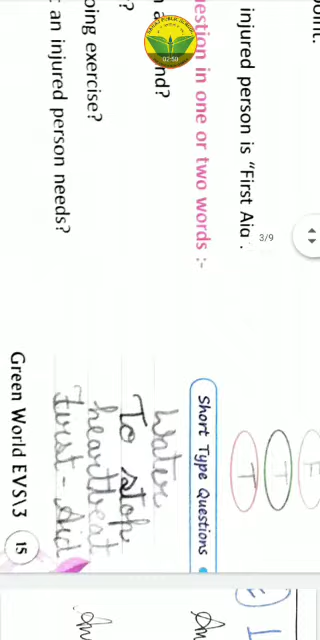 oint.
injured person is "First Aid
3/9
F
T
T
estion in one or two words :-
Short Type Questions
nd?
02:50
Water
?
To stop
oing exercise?
heartbeat
an injured person needs?
First-Aid
Green World EVS\3
15